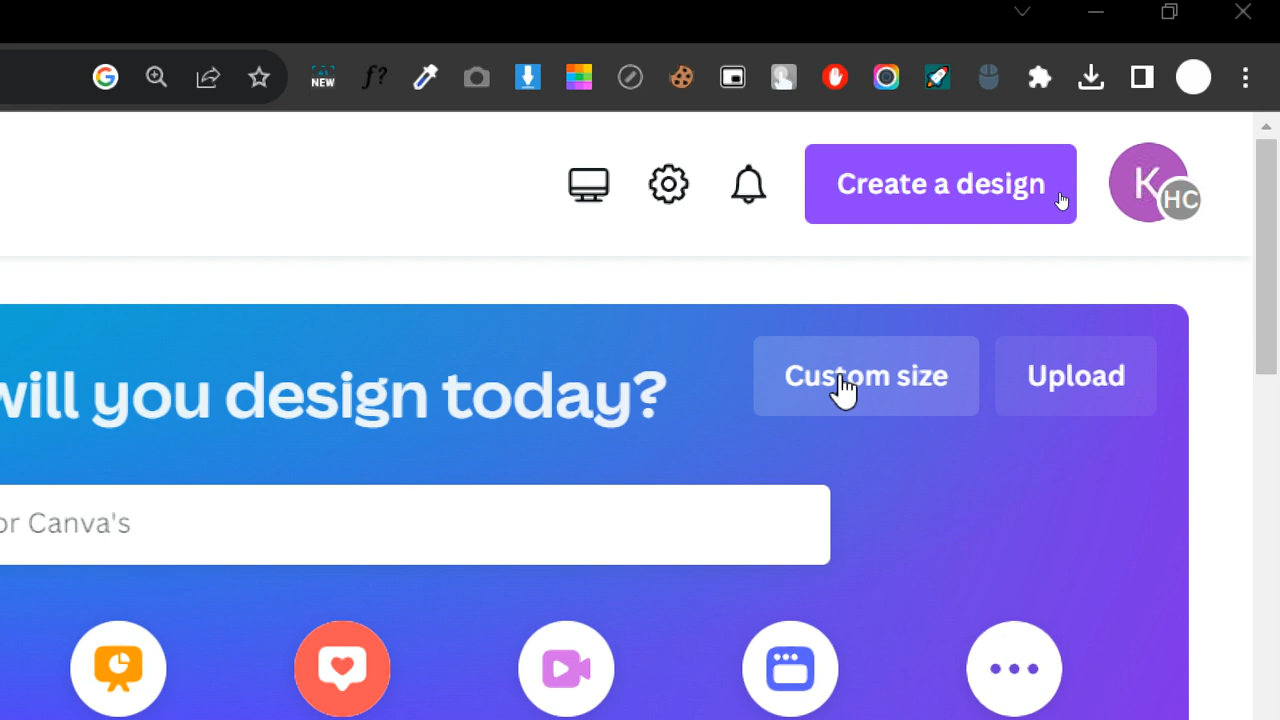 NEW
f?
Create a design
K
HC
will you design today?
Custom size
Upload
or Canva's